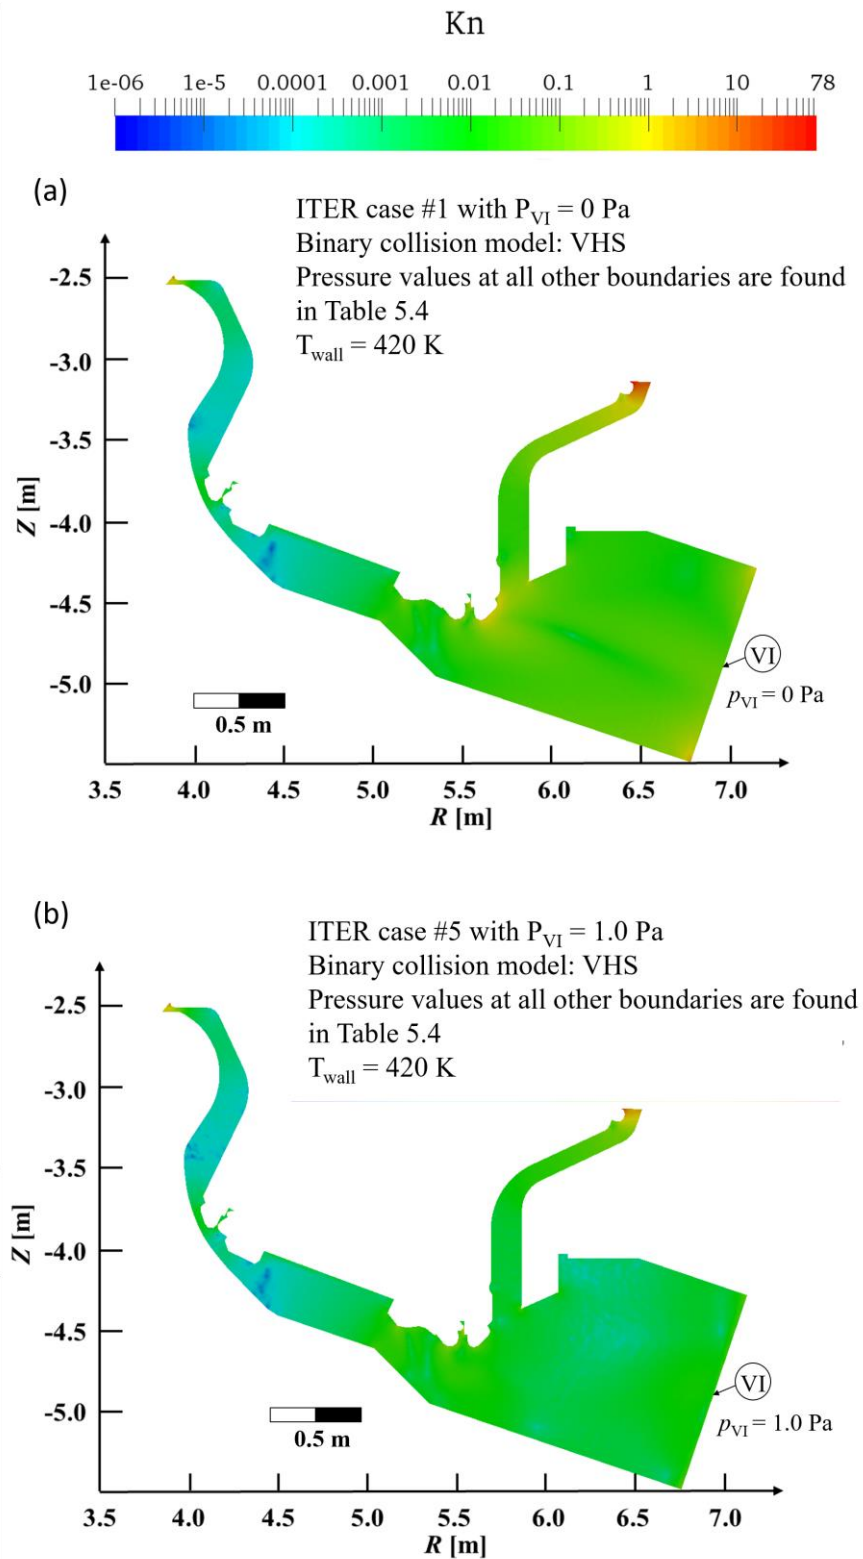 Kn
1e-06 1e-5 0.0001 0.001 0.01 0.1 1 10 78
(a)
ITER case #1 with P_VI = 0 Pa
Binary collision model: VHS
Pressure values at all other boundaries are found
in Table 5.4
T_wall = 420 K
-2.5
-3.0
-3.5
-4.0
-4.5
-5.0
Z [m]
VI
p_VI = 0 Pa
0.5 m
3.5 4.0 4.5 5.0 5.5 6.0 6.5 7.0
R [m]
(b)
ITER case #5 with P_VI = 1.0 Pa
Binary collision model: VHS
Pressure values at all other boundaries are found
in Table 5.4
T_wall = 420 K
-2.5
-3.0
-3.5
-4.0
-4.5
-5.0
Z [m]
VI
p_VI = 1.0 Pa
0.5 m
3.5 4.0 4.5 5.0 5.5 6.0 6.5 7.0
R [m]